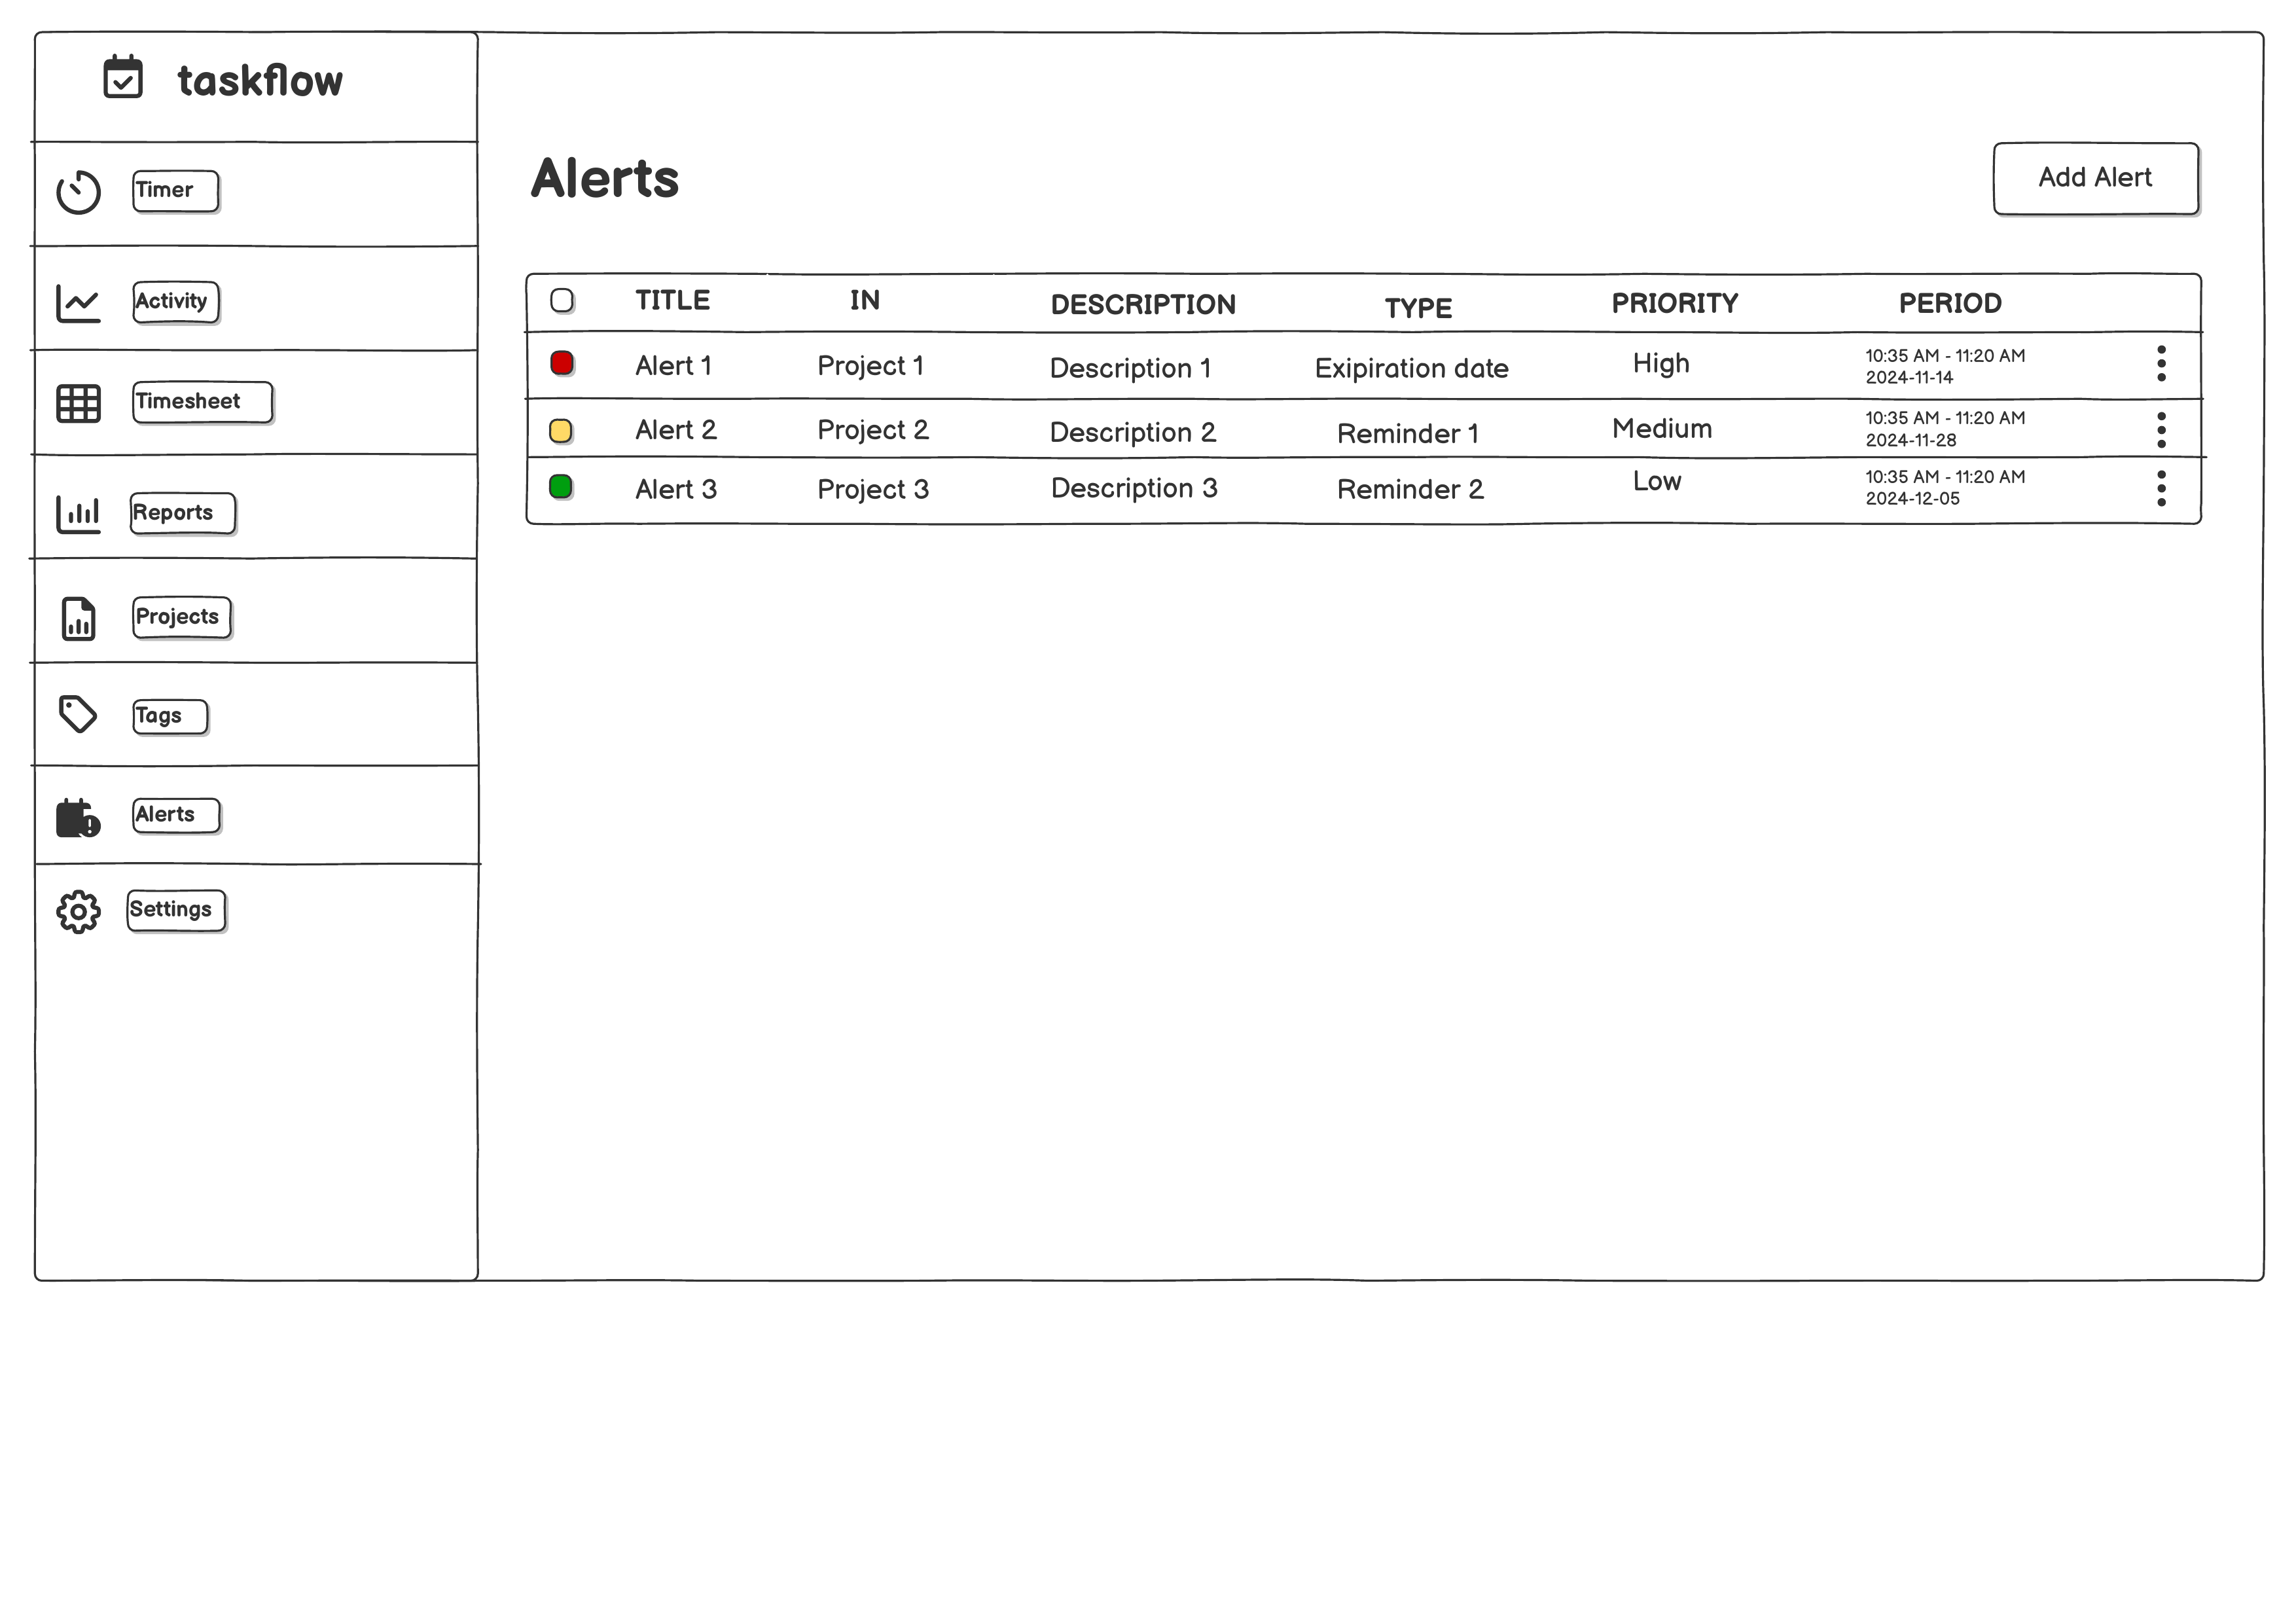 taskflow
Timer
Activity
Timesheet
Reports
Projects
Tags
Alerts
Settings
Alerts
Add Alert
TITLE IN DESCRIPTION TYPE PRIORITY PERIOD
Alert 1 Project 1 Description 1 Exipiration date High 10:35 AM - 11:20 AM
2024-11-14
Alert 2 Project 2 Description 2 Reminder 1 Medium 10:35 AM - 11:20 AM
2024-11-28
Alert 3 Project 3 Description 3 Reminder 2 Low 10:35 AM - 11:20 AM
2024-12-05